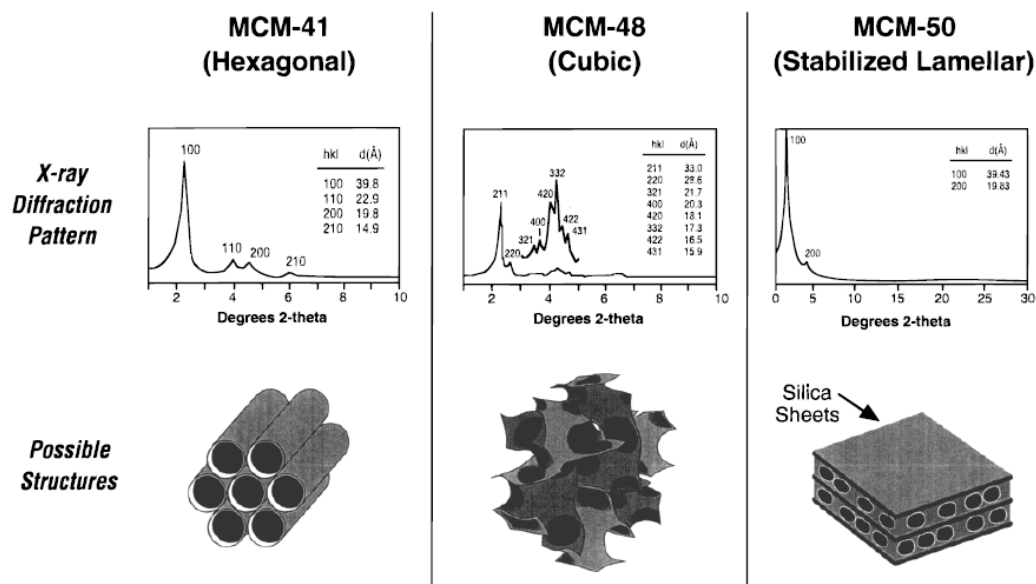 MCM-41
(Hexagonal)
MCM-48
(Cubic)
MCM-50
(Stabilized Lamellar)
X-ray
Diffraction
Pattern
100
110
200
210
hkl d(Å)
100 39.8
110 22.9
200 19.8
210 14.9
2 4 6 8 10
Degrees 2-theta
211
220
321
400
420
332
422
431
hkl d(Å)
211 33.0
220 28.6
321 21.7
400 20.3
420 18.1
332 17.3
422 16.5
431 15.9
2 4 6 8 10
Degrees 2-theta
100
200
hkl d(Å)
100 39.43
200 19.83
0 5 10 15 20 25 30
Degrees 2-theta
Possible
Structures
Silica
Sheets